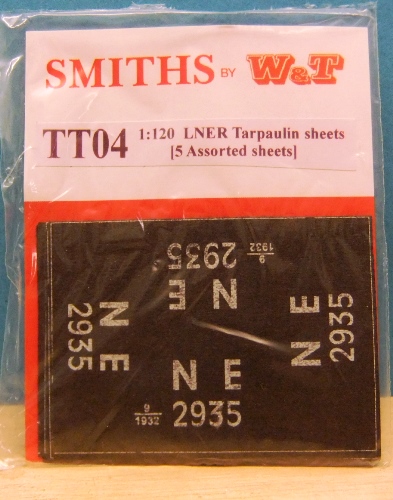 SMITHS BY W&T
TT04 1:120 LNER Tarpaulin sheets
[5 Assorted sheets]
2935 9/1932
N E
N E
2935
N E
2935
N E
9/1932 2935